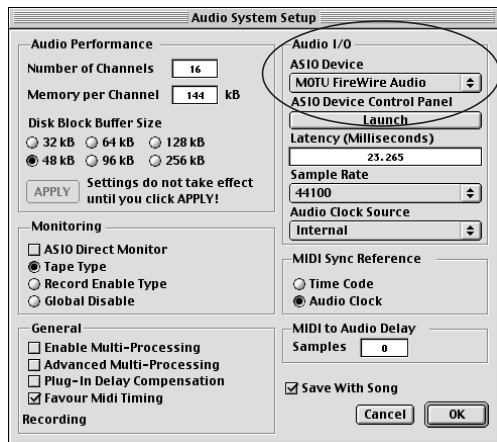 Audio System Setup
Audio Performance
Number of Channels 16
Memory per Channel 144 kB
Disk Block Buffer Size
32 kB 64 kB 128 kB
48 kB 96 kB 256 kB
APPLY Settings do not take effect
until you click APPLY!
Monitoring
ASIO Direct Monitor
Tape Type
Record Enable Type
Global Disable
General
Enable Multi-Processing
Advanced Multi-Processing
Plug-In Delay Compensation
Favour Midi Timing
Recording
Audio I/O
ASIO Device
MOTU FireWire Audio
ASIO Device Control Panel
Launch
Latency (Milliseconds)
23.265
Sample Rate
44100
Audio Clock Source
Internal
MIDI Sync Reference
Time Code
Audio Clock
MIDI to Audio Delay
Samples 0
Save With Song
Cancel OK